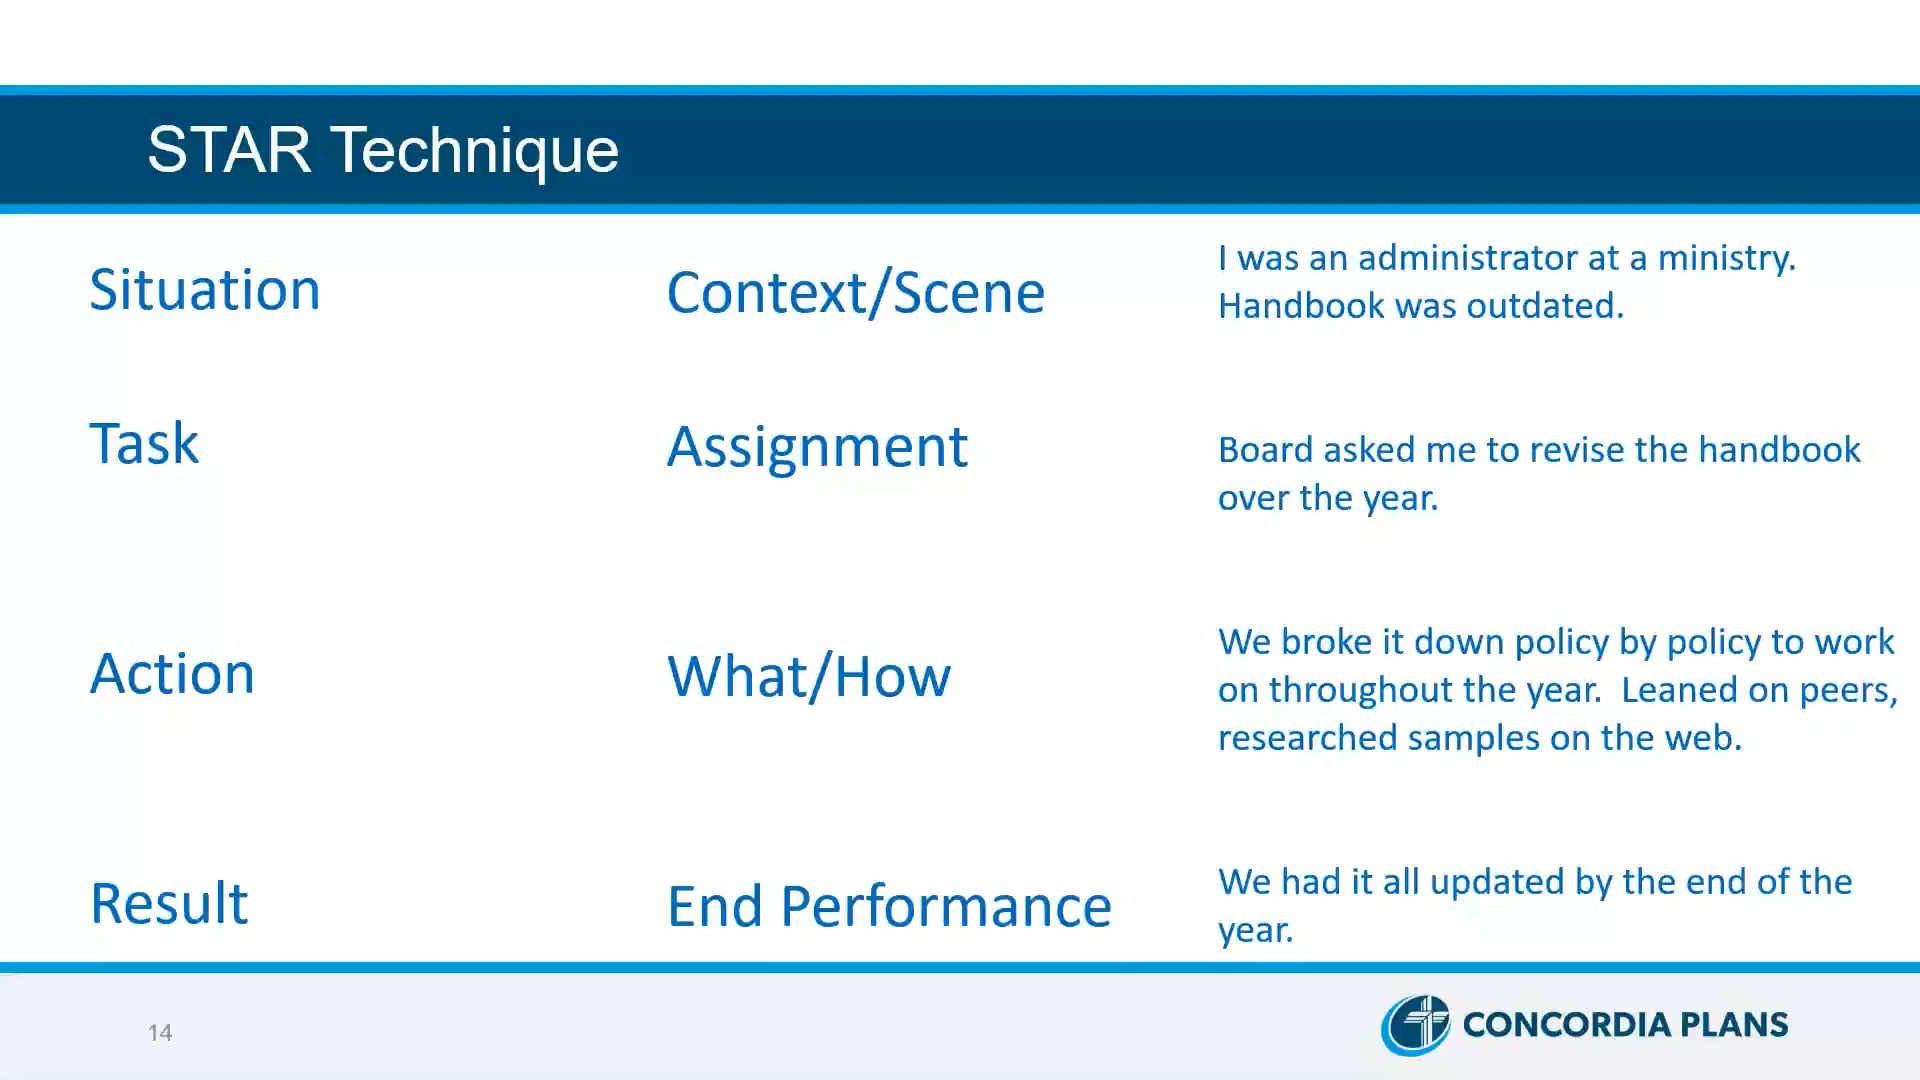 STAR Technique
Situation
Context/Scene
I was an administrator at a ministry.
Handbook was outdated.
Task
Assignment
Board asked me to revise the handbook
over the year.
Action
What/How
We broke it down policy by policy to work
on throughout the year.  Leaned on peers,
researched samples on the web.
Result
End Performance
We had it all updated by the end of the
year.
14
CONCORDIA PLANS